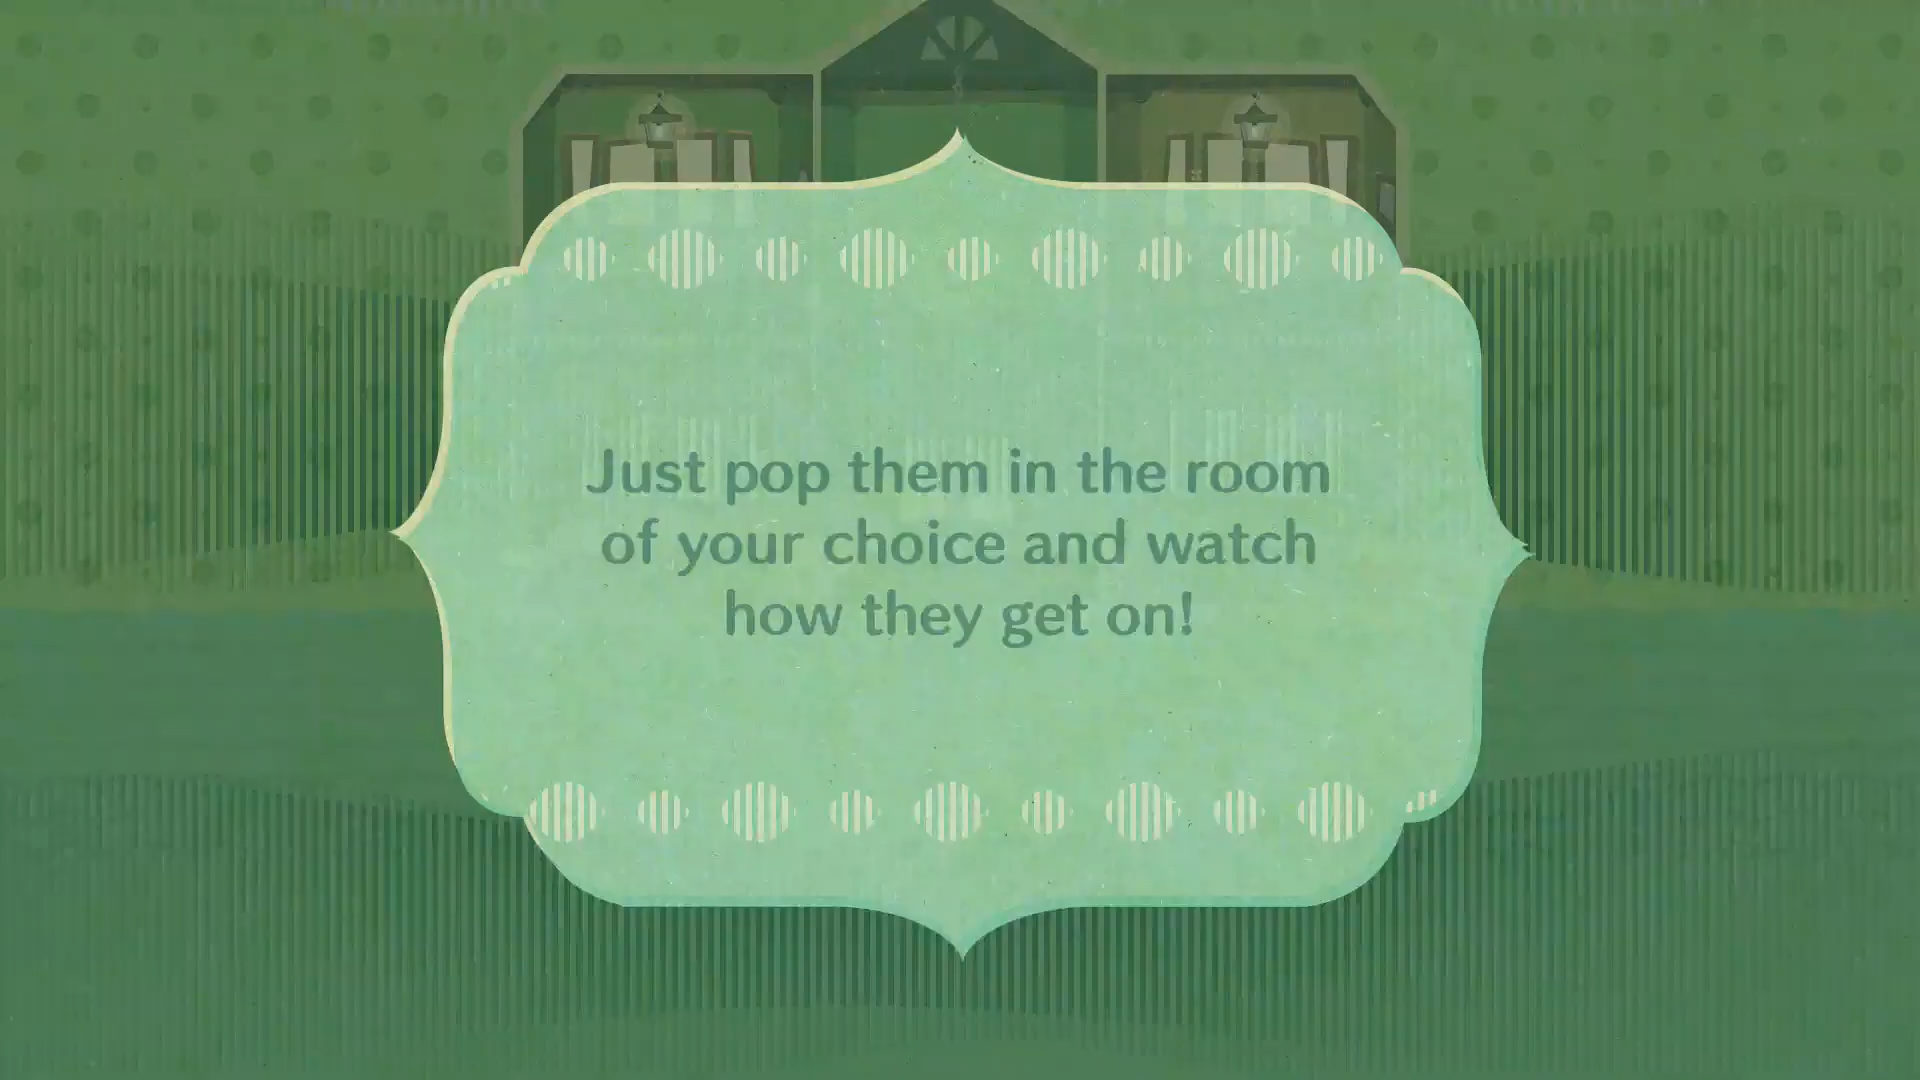 Just pop them in the room
of your choice and watch
how they get on!